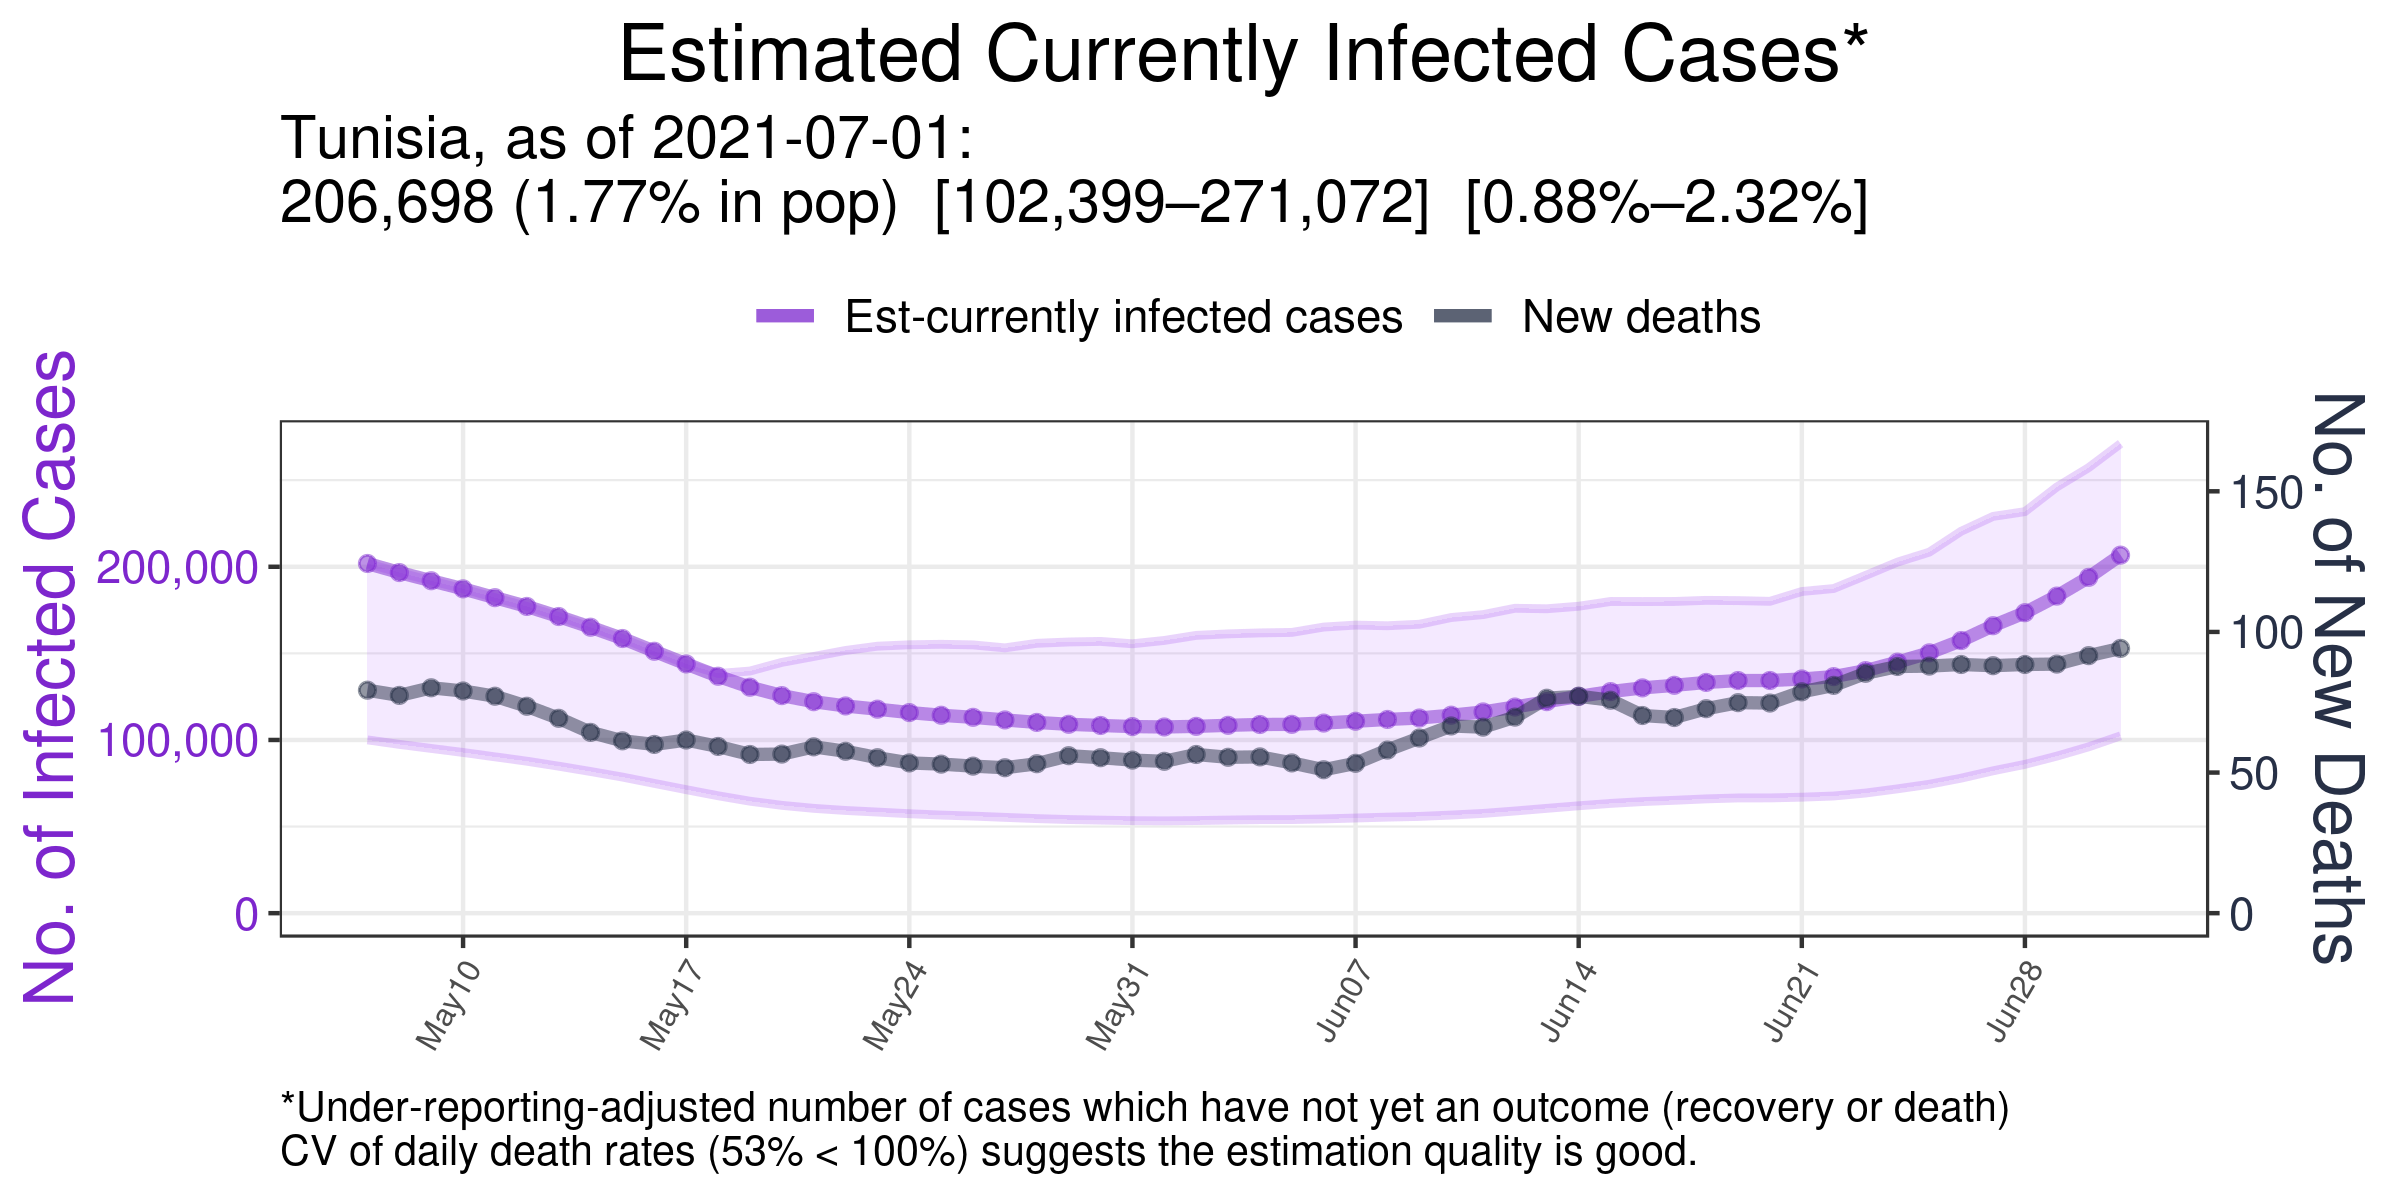 Estimated Currently Infected Cases*
Tunisia, as of 2021-07-01:
206,698 (1.77% in pop)  [102,399–271,072]  [0.88%–2.32%]
Est-currently infected cases
New deaths
No. of Infected Cases
200,000
100,000
0
No. of New Deaths
150
100
50
0
May10
May17
May24
May31
Jun07
Jun14
Jun21
Jun28
*Under-reporting-adjusted number of cases which have not yet an outcome (recovery or death)
CV of daily death rates (53% < 100%) suggests the estimation quality is good.